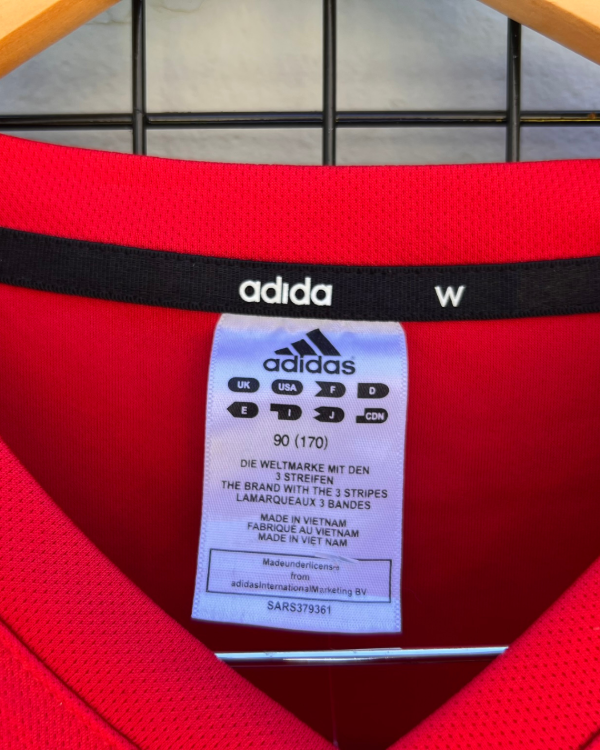 adida W
adidas
UK USA F D
E I J CDN
90 (170)
DIE WELTMARKE MIT DEN
3 STREIFEN
THE BRAND WITH THE 3 STRIPES
LAMARQUEAUX 3 BANDES
MADE IN VIETNAM
FABRIQUÉ AU VIETNAM
MADE IN VIET NAM
Madeunderlicense
from
adidasInternationalMarketing BV
SARS379361